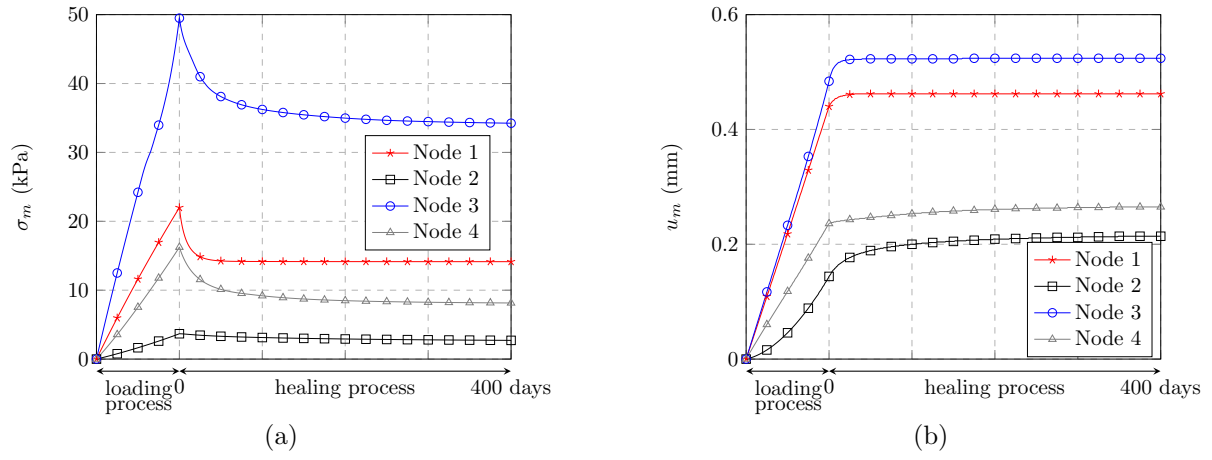 50
40
30
20
10
0
σm (kPa)
Node 1
Node 2
Node 3
Node 4
loading process
0
healing process
400 days
(a)
0.6
0.4
0.2
0
um (mm)
Node 1
Node 2
Node 3
Node 4
loading process
0
healing process
400 days
(b)